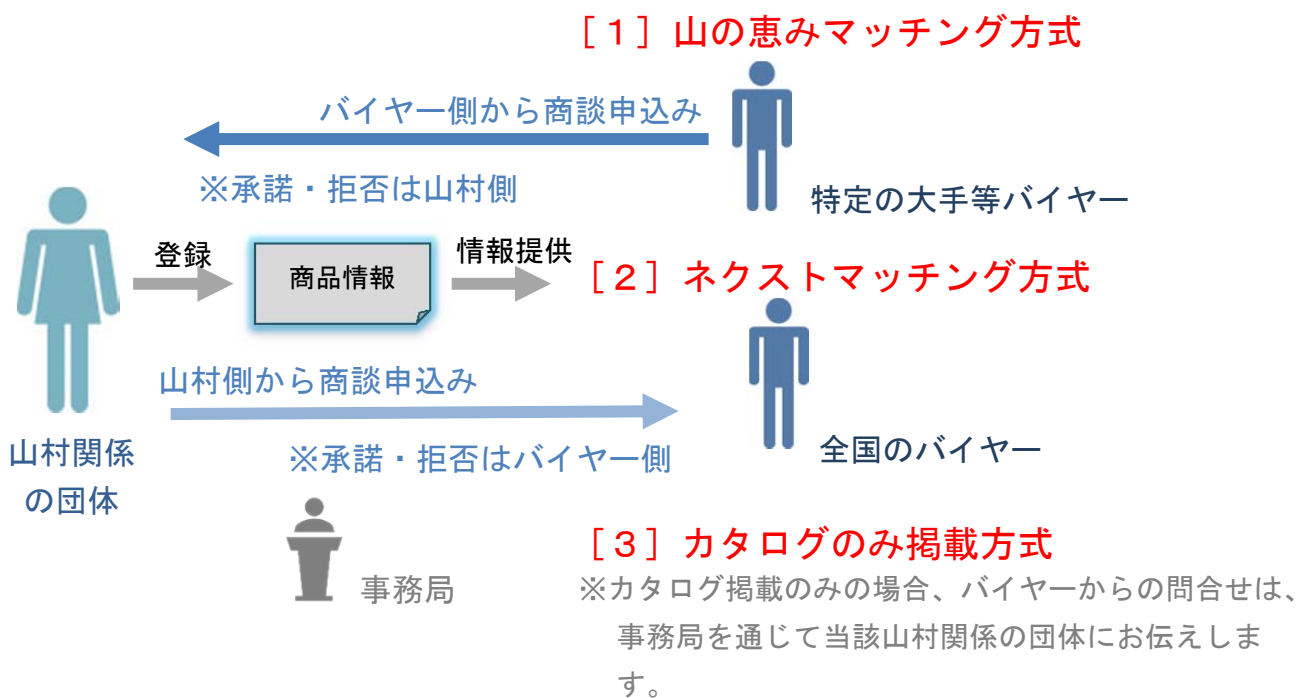 ［１］山の恵みマッチング方式
バイヤー側から商談申込み
※承諾・拒否は山村側
特定の大手等バイヤー
登録
商品情報
情報提供
［２］ネクストマッチング方式
山村側から商談申込み
※承諾・拒否はバイヤー側
全国のバイヤー
山村関係
の団体
事務局
［３］カタログのみ掲載方式
※カタログ掲載のみの場合、バイヤーからの問合せは、
事務局を通じて当該山村関係の団体にお伝えしま
す。